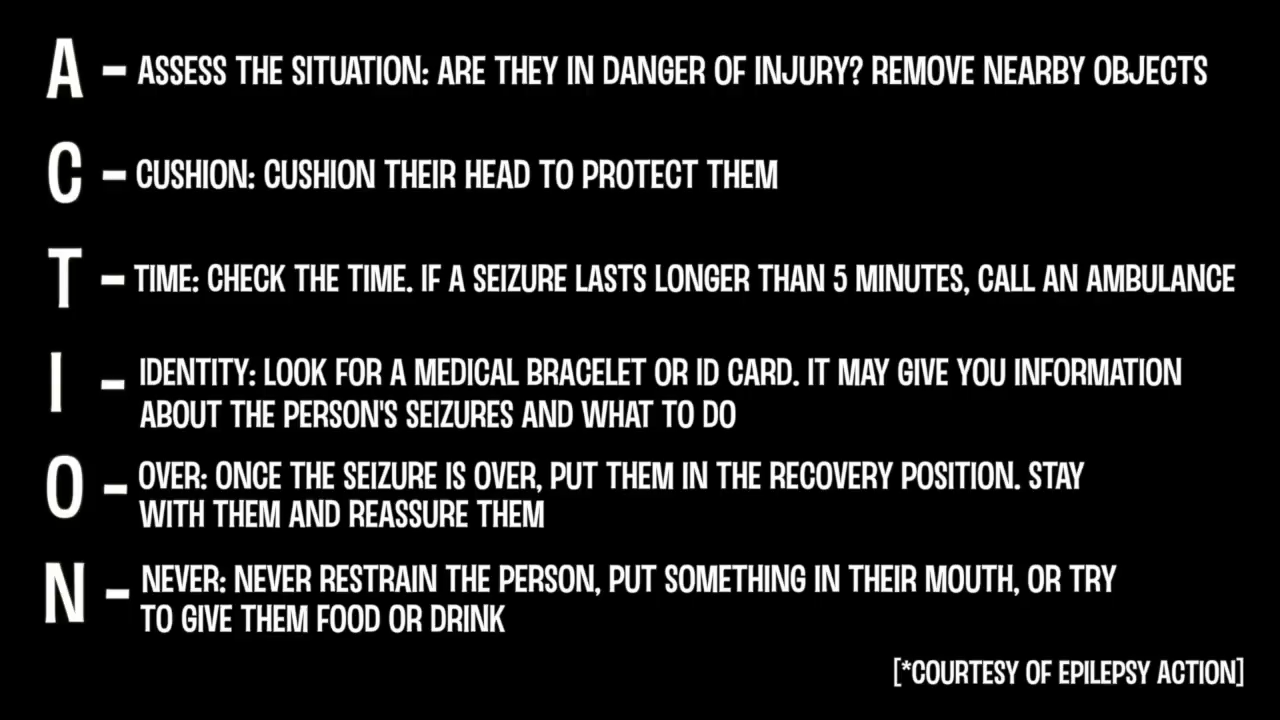 A - ASSESS THE SITUATION: ARE THEY IN DANGER OF INJURY? REMOVE NEARBY OBJECTS
C - CUSHION: CUSHION THEIR HEAD TO PROTECT THEM
T - TIME: CHECK THE TIME. IF A SEIZURE LASTS LONGER THAN 5 MINUTES, CALL AN AMBULANCE
I - IDENTITY: LOOK FOR A MEDICAL BRACELET OR ID CARD. IT MAY GIVE YOU INFORMATION
ABOUT THE PERSON'S SEIZURES AND WHAT TO DO
O - OVER: ONCE THE SEIZURE IS OVER, PUT THEM IN THE RECOVERY POSITION. STAY
WITH THEM AND REASSURE THEM
N - NEVER: NEVER RESTRAIN THE PERSON, PUT SOMETHING IN THEIR MOUTH, OR TRY
TO GIVE THEM FOOD OR DRINK
[*COURTESY OF EPILEPSY ACTION]